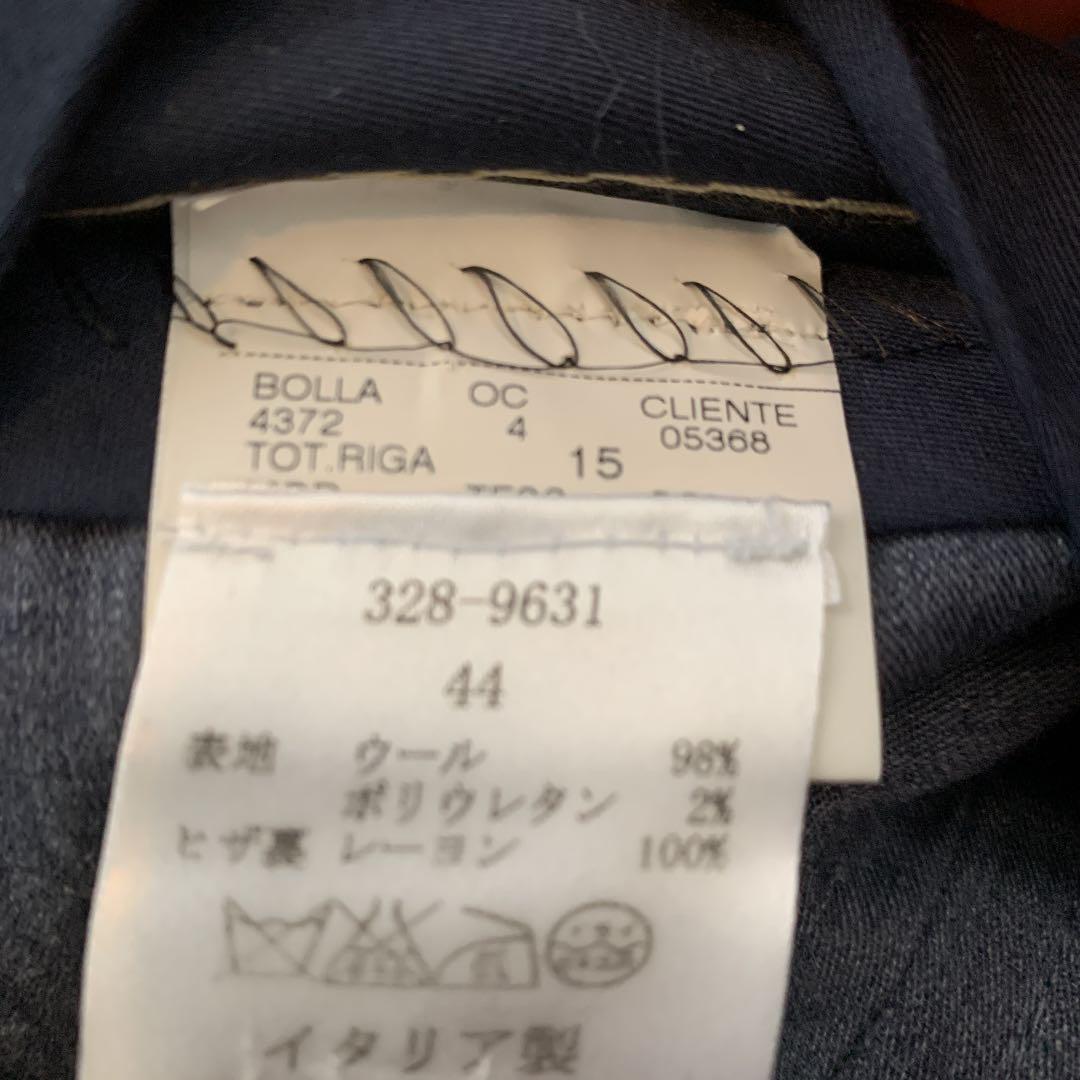 BOLLA OC CLIENTE
4372 4 05368
TOT.RIGA 15
328-9631
44
表地 ウール 98%
ポリウレタン 2%
ヒザ裏 レーヨン 100%
イタリア製